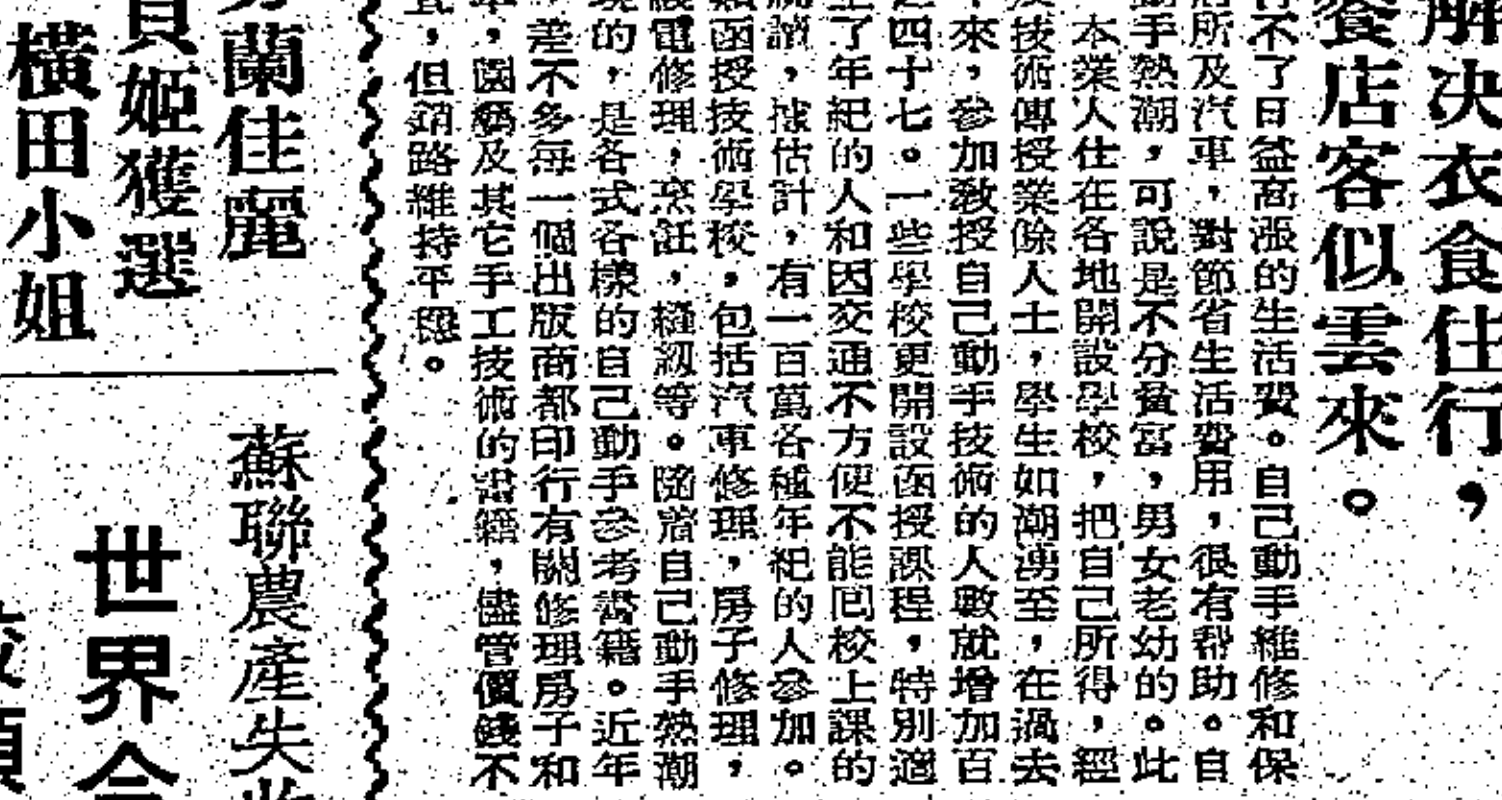 解决衣食住行，
餐店客似雲來。
行不了日益高漲的生活費。自己動手維修和保
所及汽車，對節省生活費用，很有帮助。自
動手熱潮，可說是不分貧富，男女老幼的。此
本業人仕在各地開設學校，把自己所得，經
技術傳授業餘人士，學生如潮湧至，在過去
來，參加教授自己動手技術的人數就增加百
四十七。一些學校更開設函授課程，特別適
了年紀的人和因交通不方便不能囘校上課的
讀，據估計，有一百萬各種年紀的人參加。
函授技術學校，包括汽車修理，房子修理，
電修理，烹飪，縫紉等。隨着自己動手熱潮
的，是各式各樣的自己動手參考書籍。近年
，差不多每一個出版商都印行有關修理房子和
車，園藝及其它手工技術的書籍，儘管價錢不
，但銷路維持平穩。
蘭佳麗
姬獲選
橫田小姐
蘇聯農產失收
世界